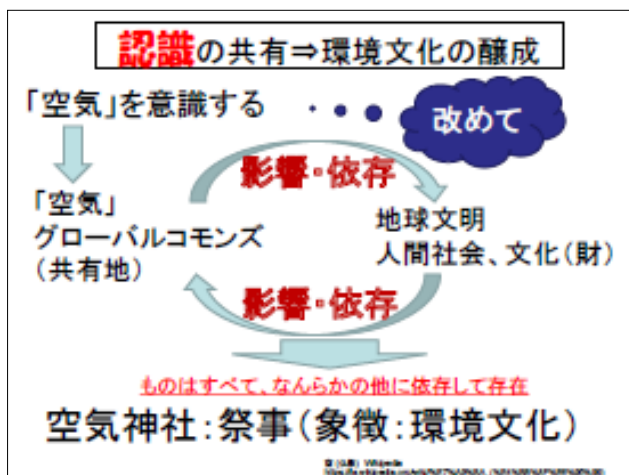 認識の共有⇒環境文化の醸成
「空気」を意識する
改めて
影響・依存
「空気」
グローバルコモンズ
(共有地)
地球文明
人間社会、文化(財)
影響・依存
ものはすべて、なんらかの他に依存して存在
空気神社:祭事(象徴:環境文化)
Wikipedia